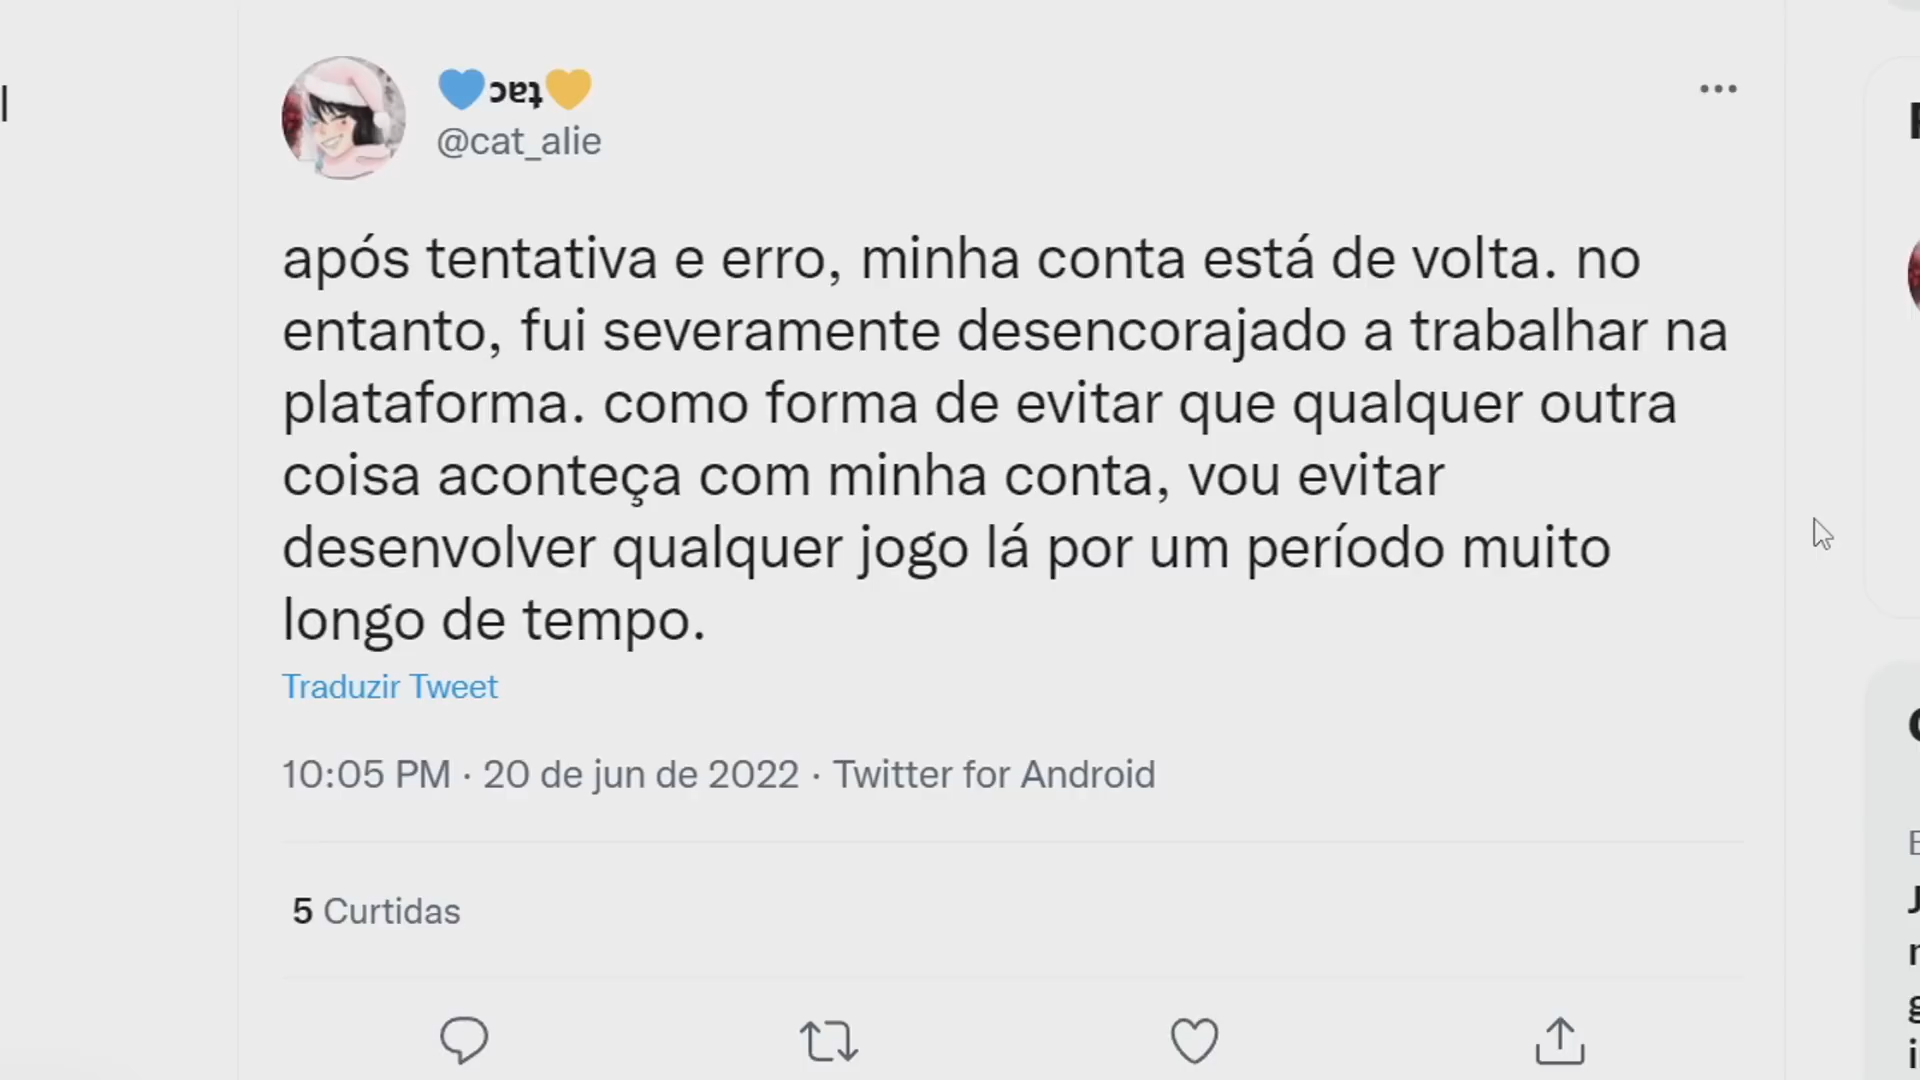 💙ɔɐʇ💛
@cat_alie
após tentativa e erro, minha conta está de volta. no
entanto, fui severamente desencorajado a trabalhar na
plataforma. como forma de evitar que qualquer outra
coisa aconteça com minha conta, vou evitar
desenvolver qualquer jogo lá por um período muito
longo de tempo.
Traduzir Tweet
10:05 PM · 20 de jun de 2022 · Twitter for Android
5 Curtidas